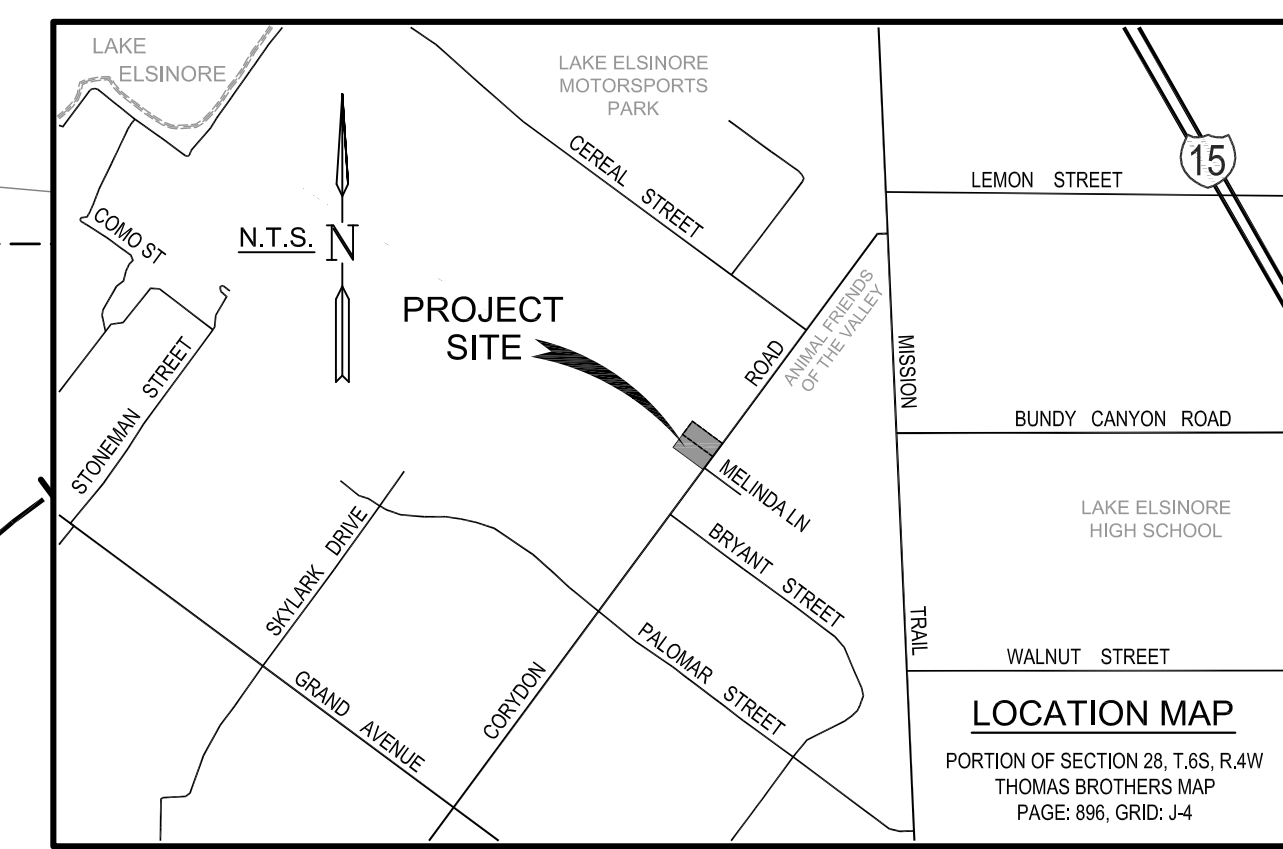 LAKE
ELSINORE
LAKE ELSINORE
MOTORSPORTS
PARK
15
CEREAL STREET
LEMON STREET
COMO ST
N.T.S. N
PROJECT
SITE
ANIMAL FRIENDS
OF THE VALLEY
STONEMAN STREET
CORYDON ROAD
MISSION TRAIL
BUNDY CANYON ROAD
MELINDA LN
LAKE ELSINORE
HIGH SCHOOL
SKYLARK DRIVE
BRYANT STREET
PALOMAR STREET
GRAND AVENUE
WALNUT STREET
LOCATION MAP
PORTION OF SECTION 28, T.6S, R.4W
THOMAS BROTHERS MAP
PAGE: 896, GRID: J-4